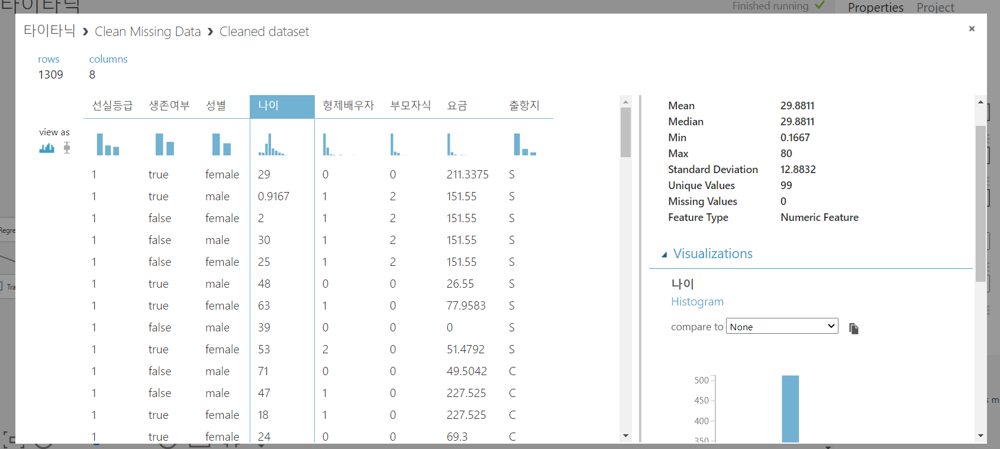 타이타닉
Finished running
Properties Project
타이타닉 › Clean Missing Data › Cleaned dataset
rows columns
1309 8
선실등급 생존여부 성별 나이 형제배우자 부모자식 요금 출항지
view as
1 true female 29 0 0 211.3375 S
1 true male 0.9167 1 2 151.55 S
1 false female 2 1 2 151.55 S
1 false male 30 1 2 151.55 S
1 false female 25 1 2 151.55 S
1 true male 48 0 0 26.55 S
1 true female 63 1 0 77.9583 S
1 false male 39 0 0 0 S
1 true female 53 2 0 51.4792 S
1 false male 71 0 0 49.5042 C
1 false male 47 1 0 227.525 C
1 true female 18 1 0 227.525 C
1 true female 24 0 0 69.3 C
Mean 29.8811
Median 29.8811
Min 0.1667
Max 80
Standard Deviation 12.8832
Unique Values 99
Missing Values 0
Feature Type Numeric Feature
Visualizations
나이
Histogram
compare to None
500
450
400
350
Regre
Tra
s m